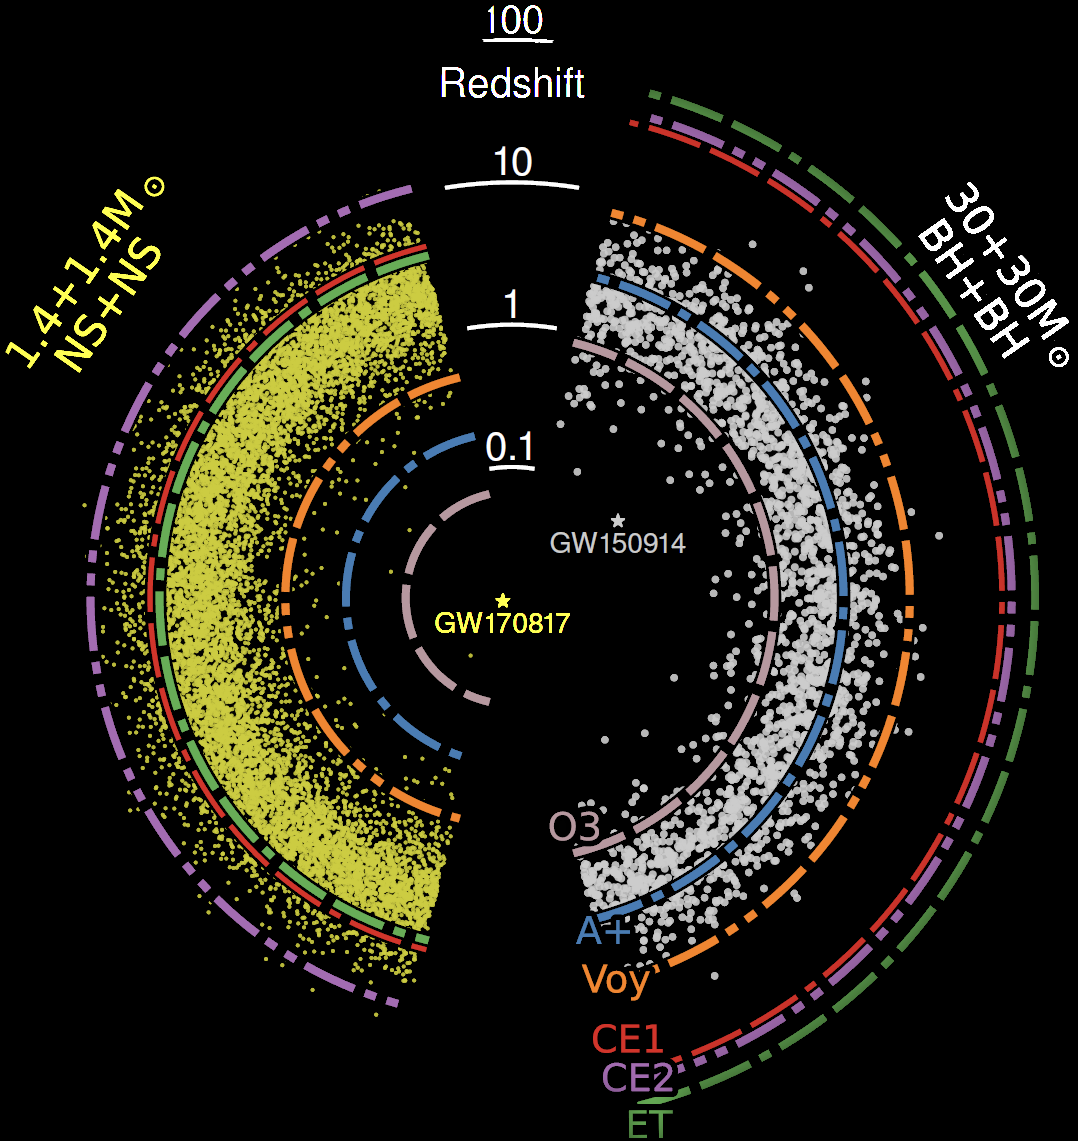 100
Redshift
10
1
0.1
1.4+1.4M⊙
NS+NS
30+30M⊙
BH+BH
GW150914
GW170817
O3
A+
Voy
CE1
CE2
ET